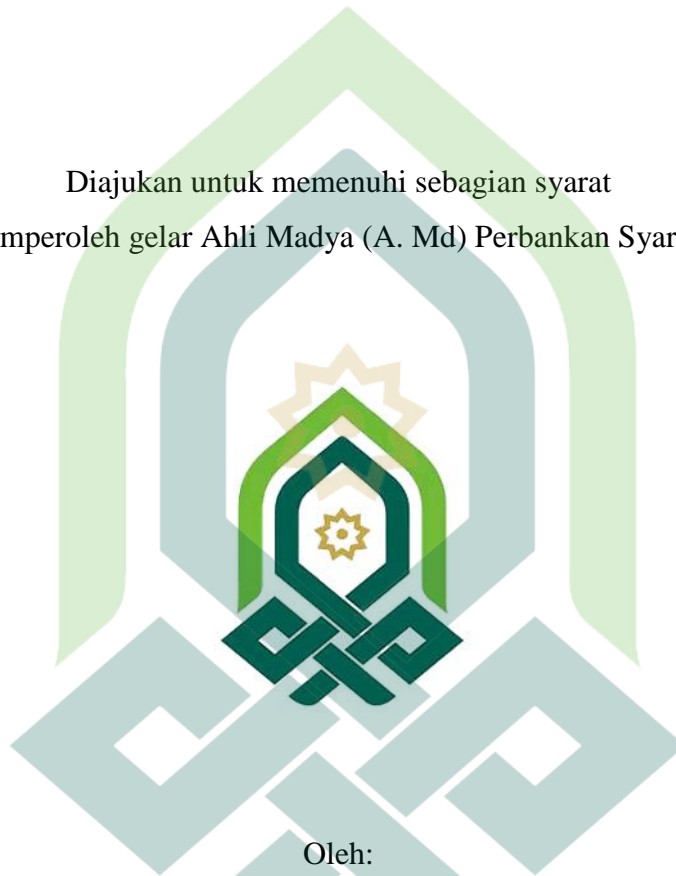 Diajukan untuk memenuhi sebagian syarat
mperoleh gelar Ahli Madya (A. Md) Perbankan Syar
Oleh: